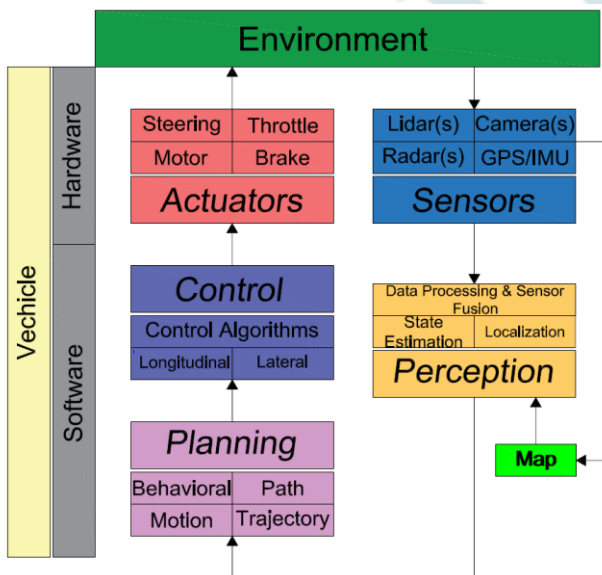 Environment
Vechicle
Hardware
Software
Steering Throttle
Motor Brake
Actuators
Control
Control Algorithms
Longitudinal Lateral
Planning
Behavioral Path
Motion Trajectory
Lidar(s) Camera(s)
Radar(s) GPS/IMU
Sensors
Data Processing & Sensor
Fusion
State
Estimation
Localization
Perception
Map